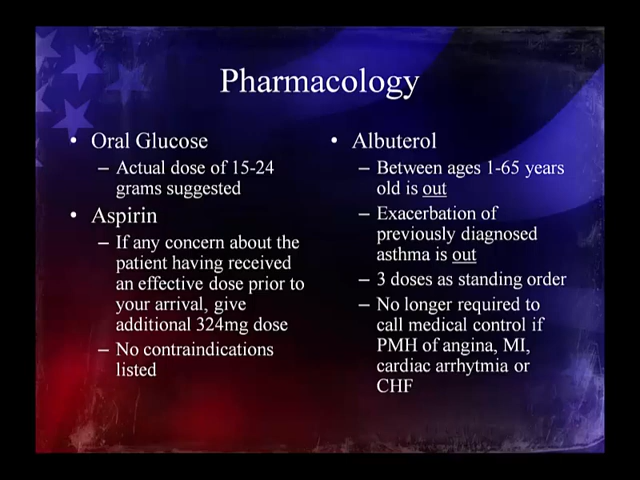 Pharmacology
• Oral Glucose
– Actual dose of 15-24
grams suggested
• Aspirin
– If any concern about the
patient having received
an effective dose prior to
your arrival, give
additional 324mg dose
– No contraindications
listed
• Albuterol
– Between ages 1-65 years
old is out
– Exacerbation of
previously diagnosed
asthma is out
– 3 doses as standing order
– No longer required to
call medical control if
PMH of angina, MI,
cardiac arrhytmia or
CHF